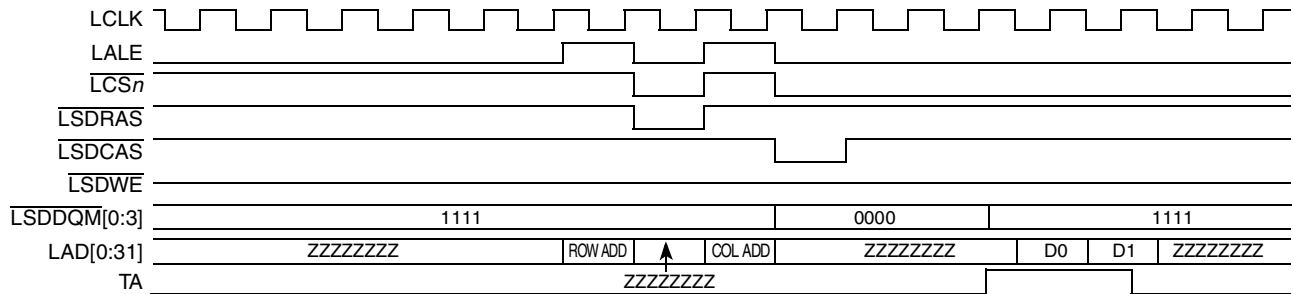 LCLK
LALE
LCSn
LSDRAS
LSDCAS
LSDWE
LSDDQM[0:3] 1111 0000 1111
LAD[0:31] ZZZZZZZZ ROW ADD COL ADD ZZZZZZZZ D0 D1 ZZZZZZZZ
TA ZZZZZZZZ